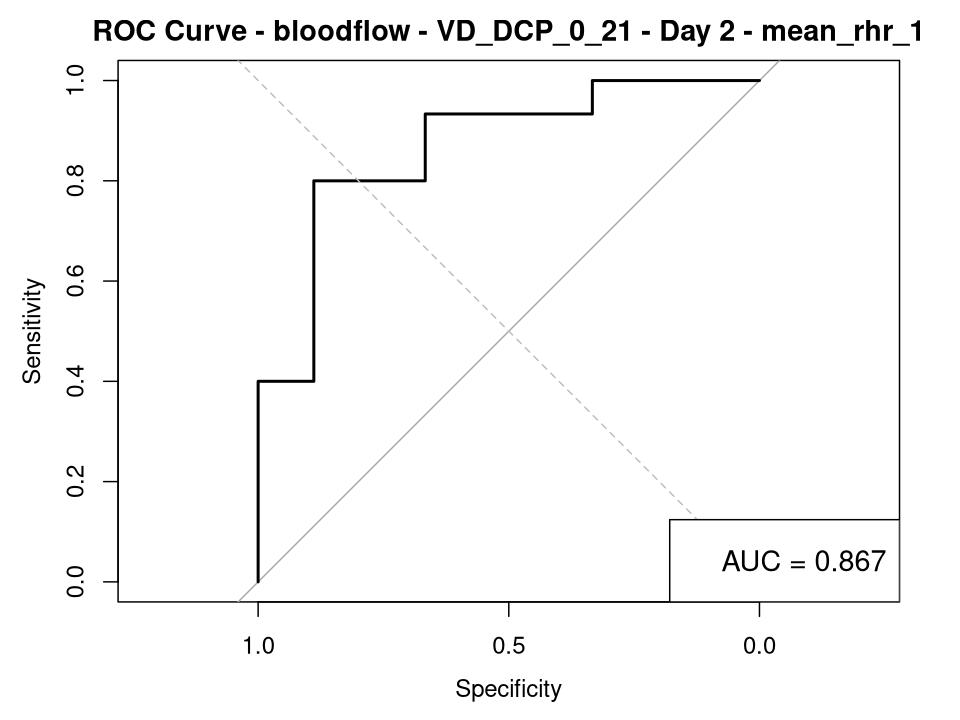 ROC Curve - bloodflow - VD_DCP_0_21 - Day 2 - mean_rhr_1
1.0
0.8
0.6
0.4
0.2
0.0
Sensitivity
AUC = 0.867
1.0 0.5 0.0
Specificity